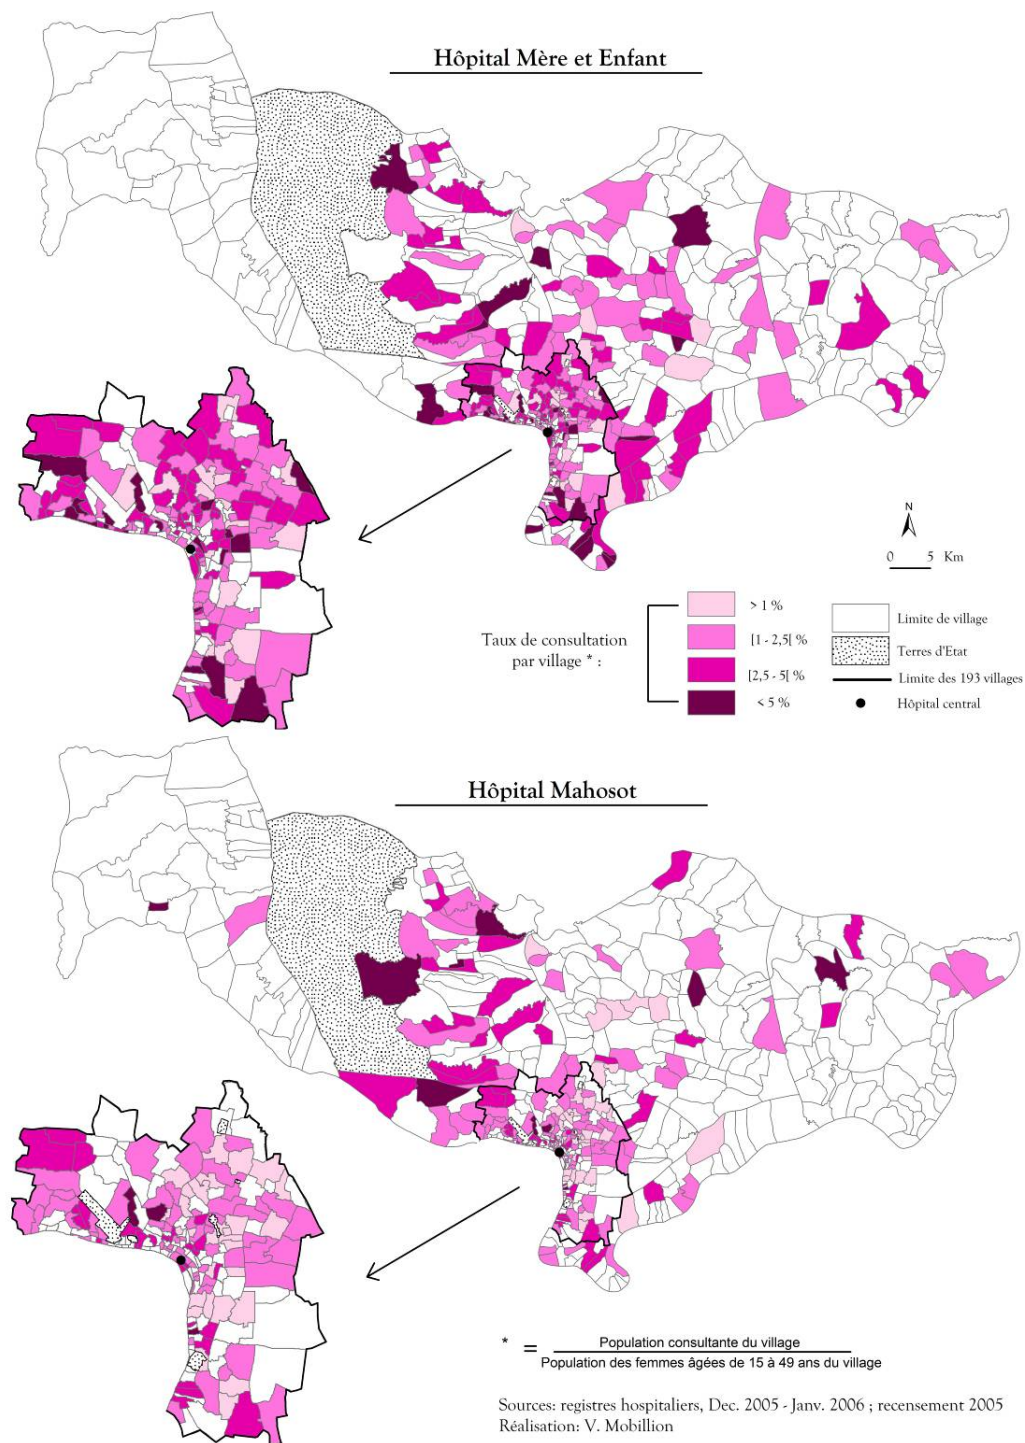 Hôpital Mère et Enfant
N
0 5 Km
Taux de consultation
par village * :
> 1 %
[1 - 2,5[ %
[2,5 - 5[ %
< 5 %
Limite de village
Terres d'Etat
Limite des 193 villages
Hôpital central
Hôpital Mahosot
* = Population consultante du village
Population des femmes âgées de 15 à 49 ans du village
Sources: registres hospitaliers, Dec. 2005 - Janv. 2006 ; recensement 2005
Réalisation: V. Mobillion